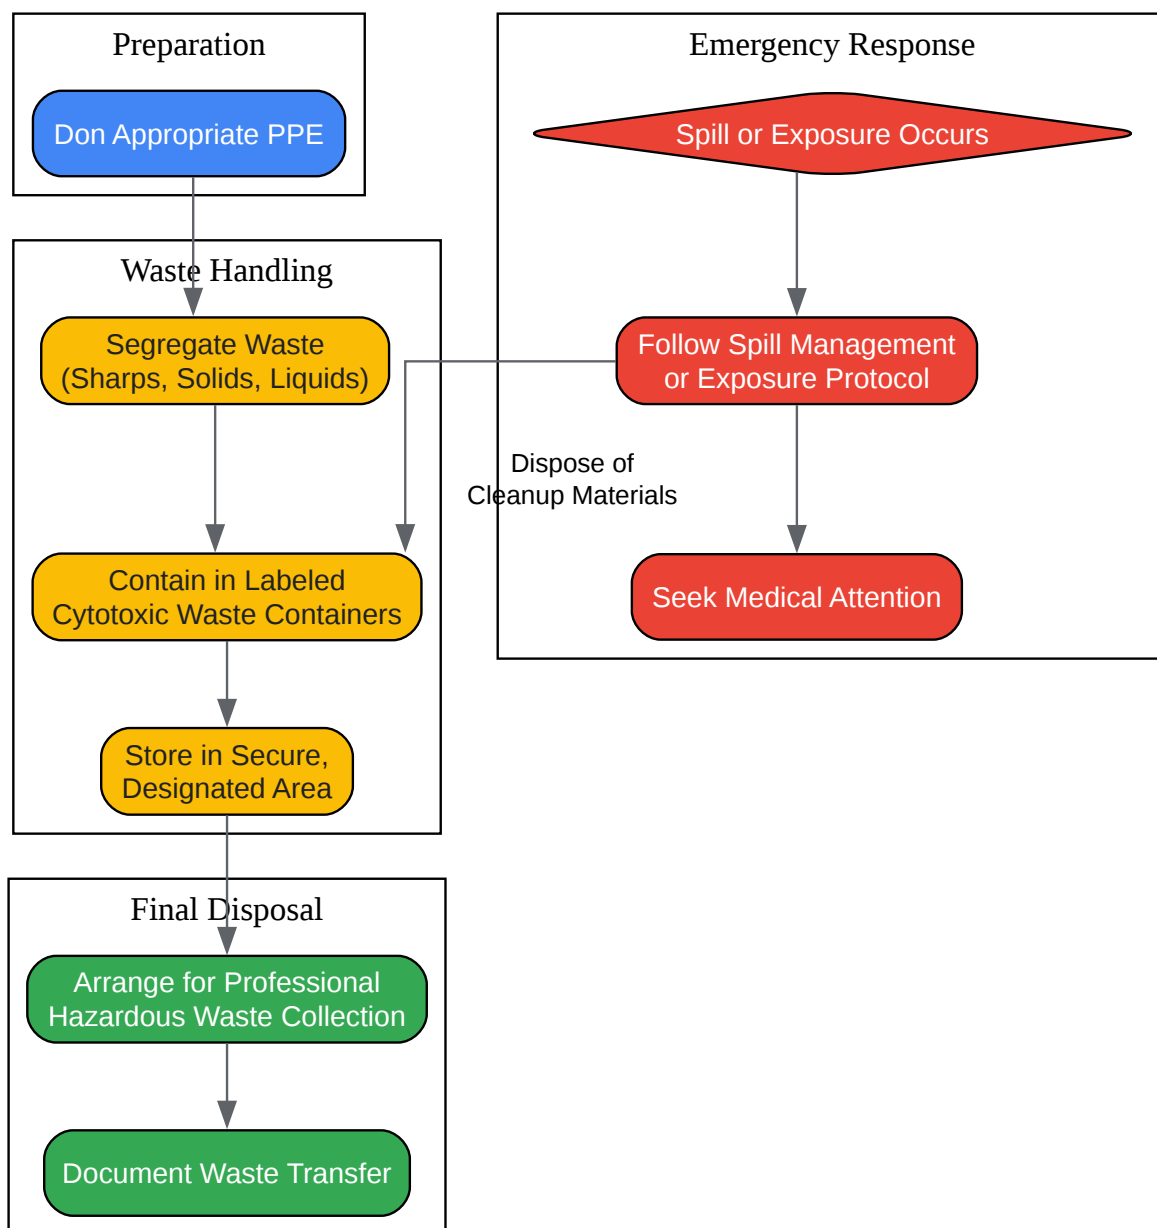 Preparation
Don Appropriate PPE
Waste Handling
Segregate Waste
(Sharps, Solids, Liquids)
Contain in Labeled
Cytotoxic Waste Containers
Store in Secure,
Designated Area
Final Disposal
Arrange for Professional
Hazardous Waste Collection
Document Waste Transfer
Emergency Response
Spill or Exposure Occurs
Follow Spill Management
or Exposure Protocol
Dispose of
Cleanup Materials
Seek Medical Attention